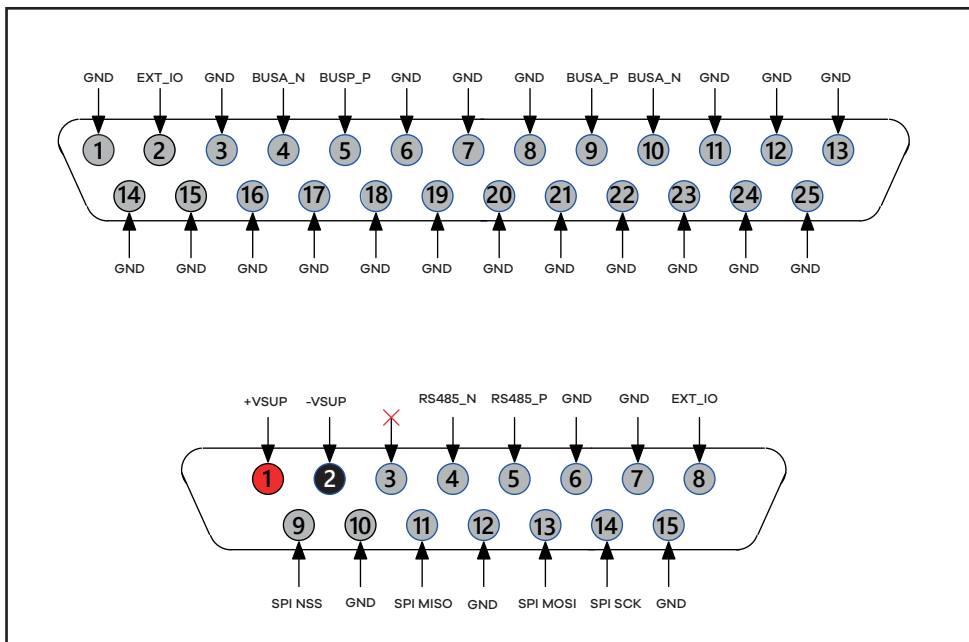 GND EXT_IO GND BUSA_N BUSP_P GND GND GND BUSA_P BUSA_N GND GND GND
1 2 3 4 5 6 7 8 9 10 11 12 13
14 15 16 17 18 19 20 21 22 23 24 25
GND GND GND GND GND GND GND GND GND GND GND GND
+VSUP -VSUP RS485_N RS485_P GND GND EXT_IO
1 2 3 4 5 6 7 8
9 10 11 12 13 14 15
SPI NSS GND SPI MISO GND SPI MOSI SPI SCK GND